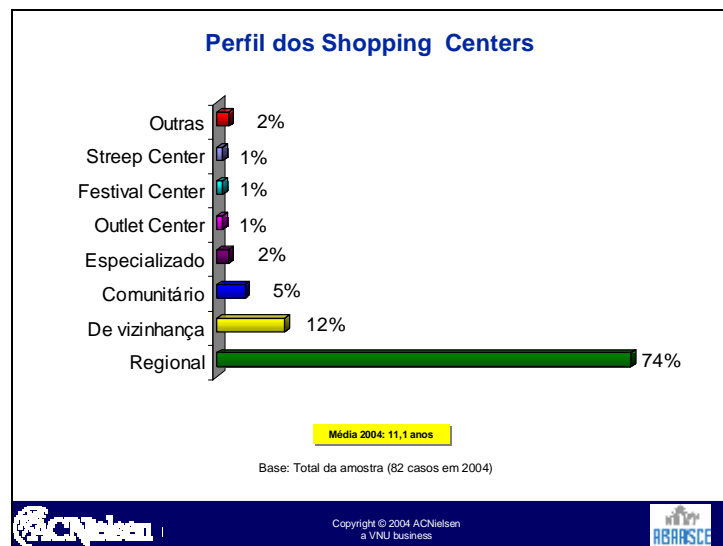 Perfil dos Shopping Centers
Outras 2%
Streep Center 1%
Festival Center 1%
Outlet Center 1%
Especializado 2%
Comunitário 5%
De vizinhança 12%
Regional 74%
Média 2004: 11,1 anos
Base: Total da amostra (82 casos em 2004)
ACNielsen
Copyright © 2004 ACNielsen
a VNU business
ABRASCE